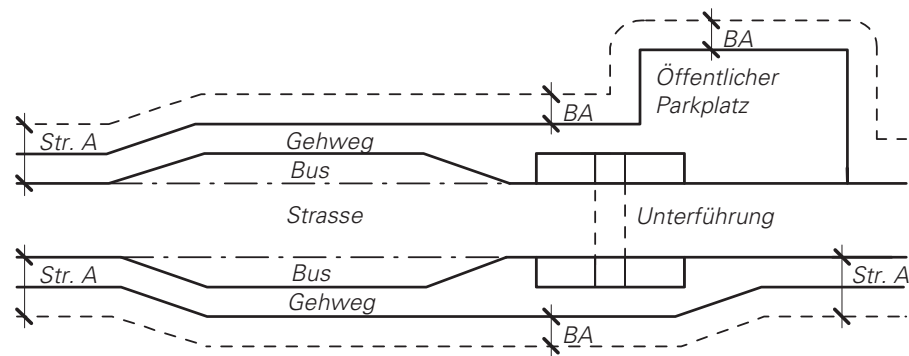 BA
Öffentlicher
Parkplatz
BA
Str. A
Gehweg
Bus
Strasse
Unterführung
Str. A
Bus
Str. A
Gehweg
BA